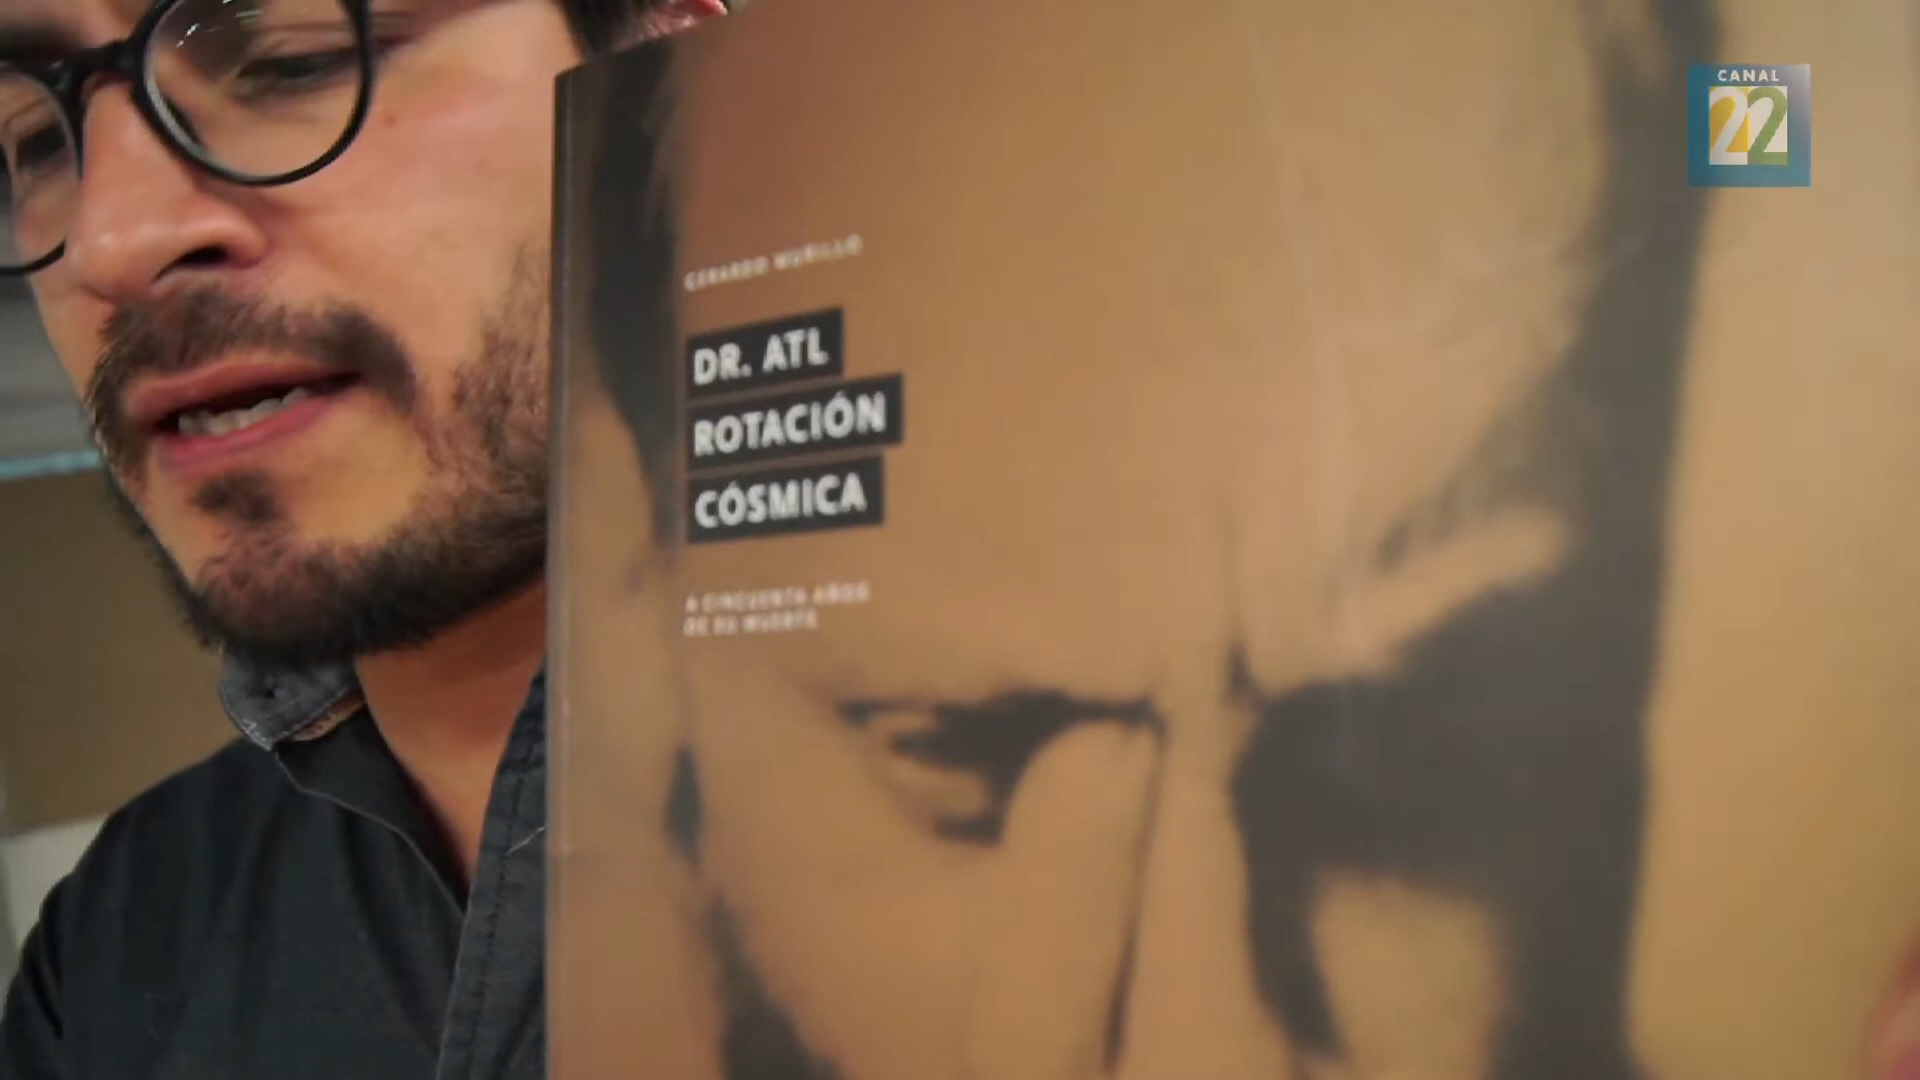 CANAL
22
GERARDO MURILLO
DR. ATL
ROTACIÓN
CÓSMICA
A CINCUENTA AÑOS
DE SU MUERTE